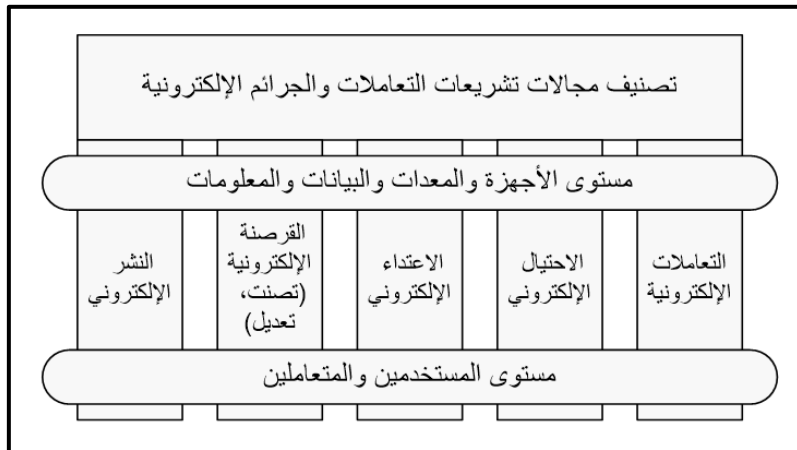 تصنيف مجالات تشريعات التعاملات والجرائم الإلكترونية
مستوى الأجهزة والمعدات والبيانات والمعلومات
التعاملات
الإلكترونية
الاحتيال
الإلكتروني
الاعتداء
الإلكتروني
القرصنة
الإلكترونية
(تصنت،
تعديل)
النشر
الإلكتروني
مستوى المستخدمين والمتعاملين